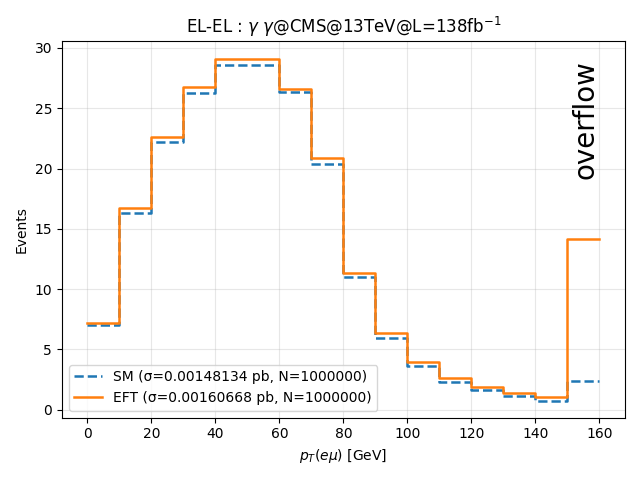 EL-EL : γ γ@CMS@13TeV@L=138fb⁻¹
30
25
20
15
10
5
0
Events
overflow
SM (σ=0.00148134 pb, N=1000000)
EFT (σ=0.00160668 pb, N=1000000)
0 20 40 60 80 100 120 140 160
p_T(eμ) [GeV]